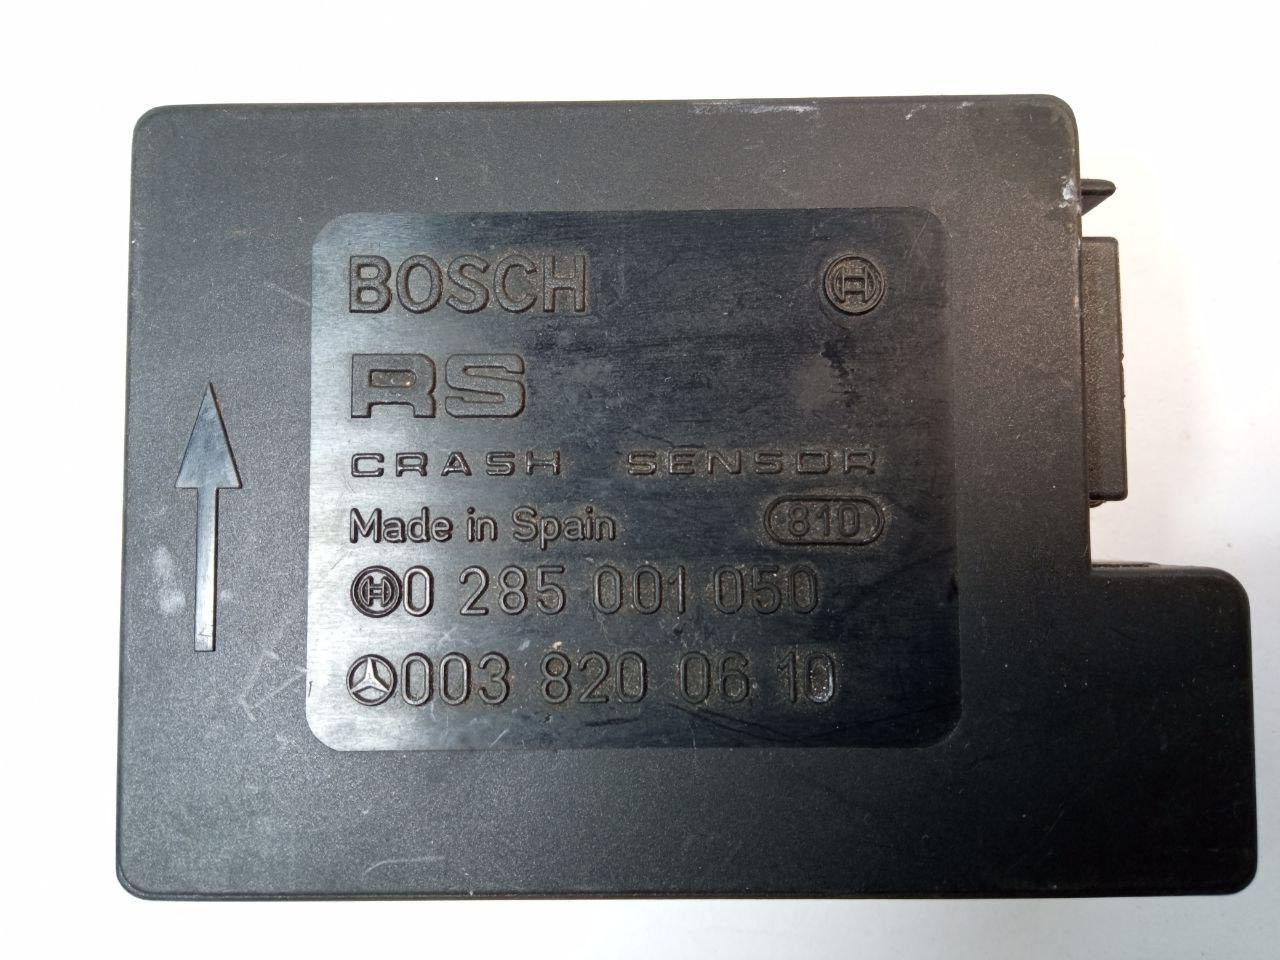 BOSCH
RS
CRASH SENSOR
Made in Spain 810
0 285 001 050
003 820 06 10